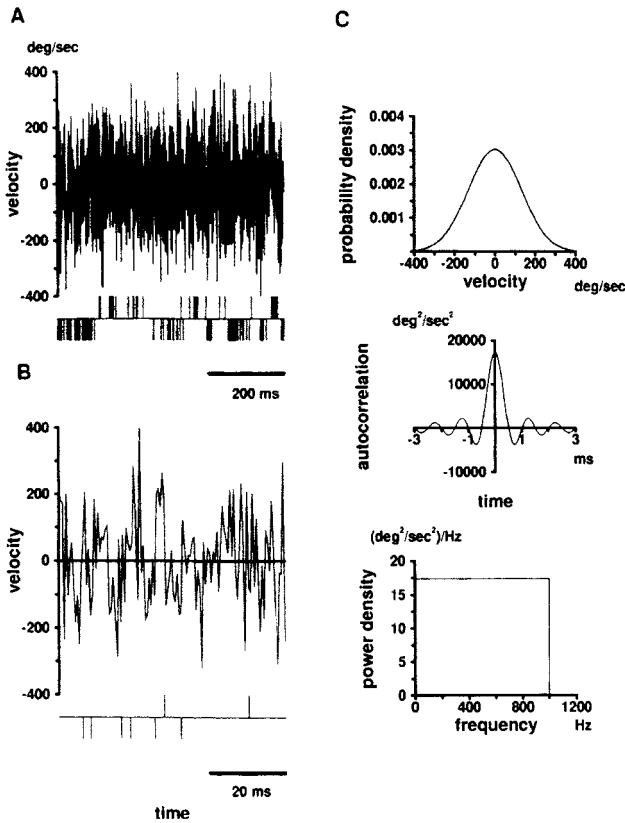 A
deg/sec
400
200
0
-200
-400
velocity
200 ms
B
400
200
0
-200
-400
velocity
20 ms
time
C
0.004
0.003
0.002
0.001
probability density
-400 -200 0 200 400
velocity
deg/sec
deg²/sec²
20000
10000
-10000
autocorrelation
-3 -1 1 3
ms
time
(deg²/sec²)/Hz
20
15
10
5
0
power density
0 400 800 1200
frequency
Hz